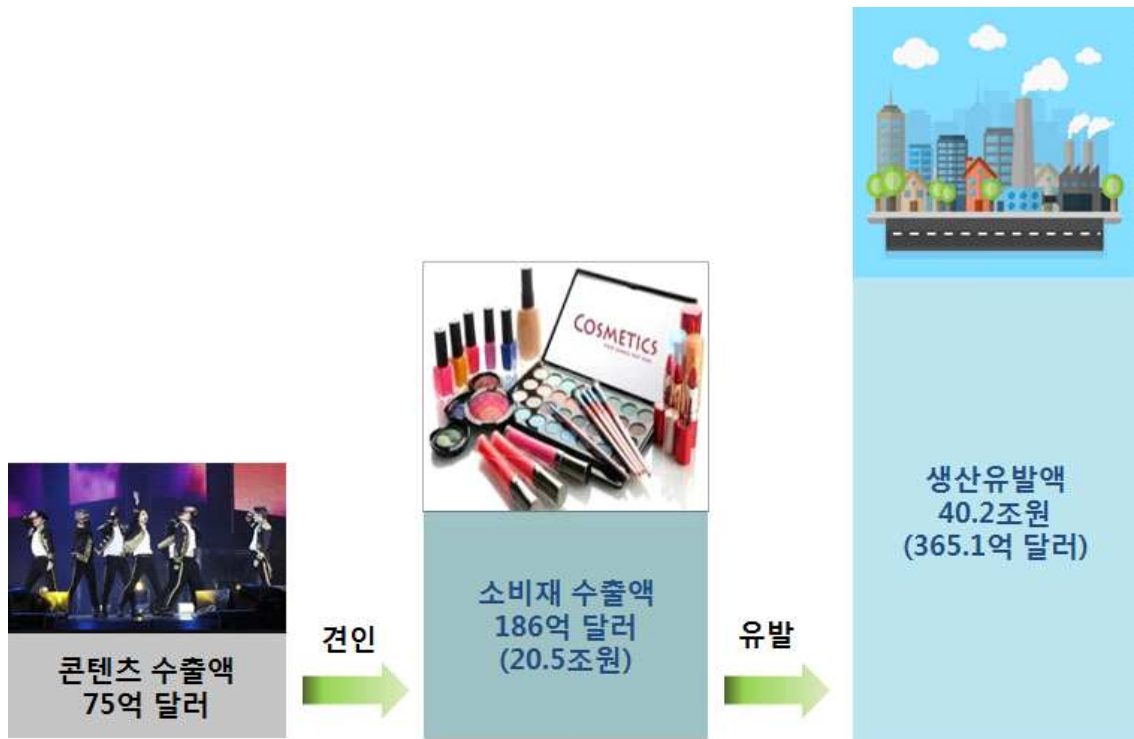 콘텐츠 수출액
75억 달러
견인
COSMETICS
소비재 수출액
186억 달러
(20.5조원)
유발
생산유발액
40.2조원
(365.1억 달러)